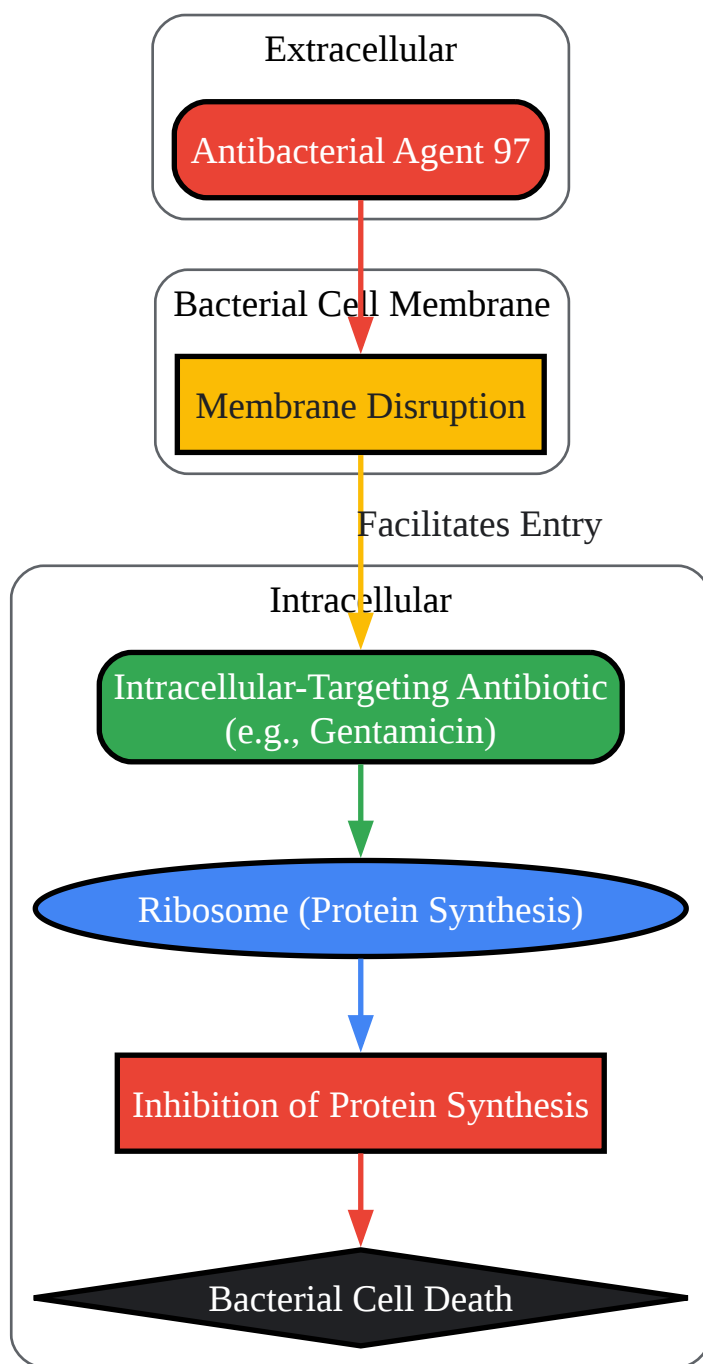 Extracellular
Antibacterial Agent 97
Bacterial Cell Membrane
Membrane Disruption
Facilitates Entry
Intracellular
Intracellular-Targeting Antibiotic
(e.g., Gentamicin)
Ribosome (Protein Synthesis)
Inhibition of Protein Synthesis
Bacterial Cell Death